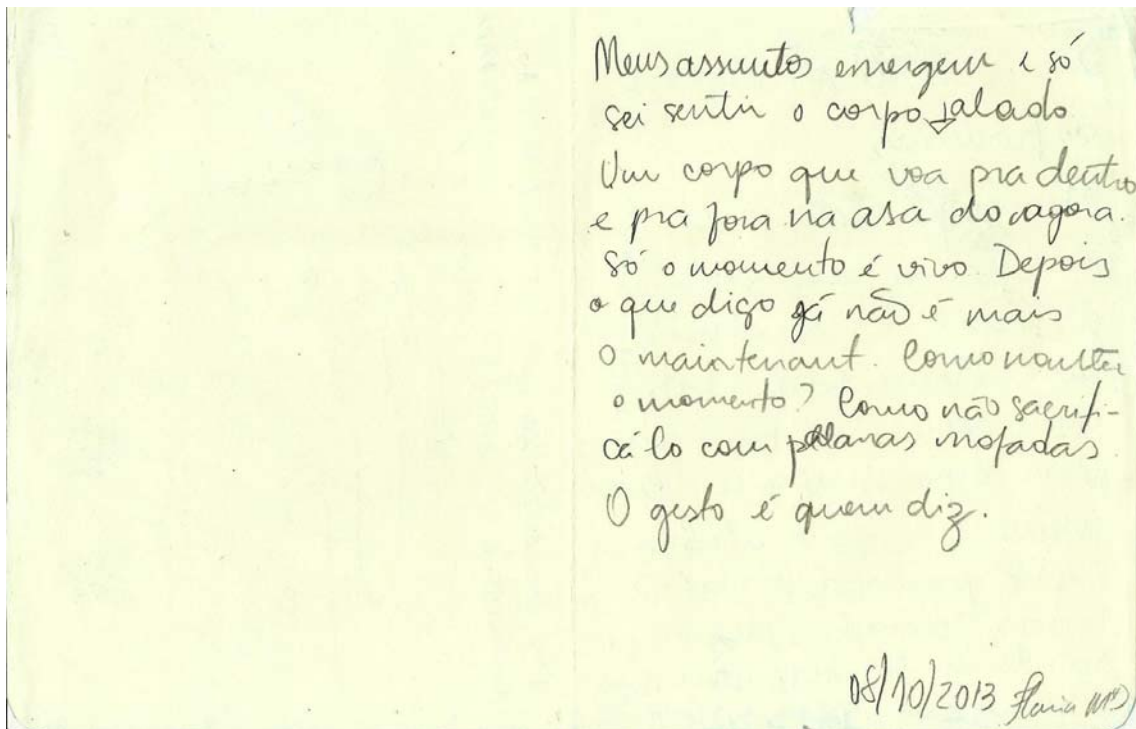 Meus assuntos emergem e só
sei sentir o corpo alado
Um corpo que voa pra dentro
e pra fora na asa do agora.
Só o momento é vivo. Depois
o que digo já não é mais
o maintenant. Como
o momento? Como não sacrifi-
cá-lo com palavras mofadas.
O gesto é quem diz.
08/10/2013 Flavia